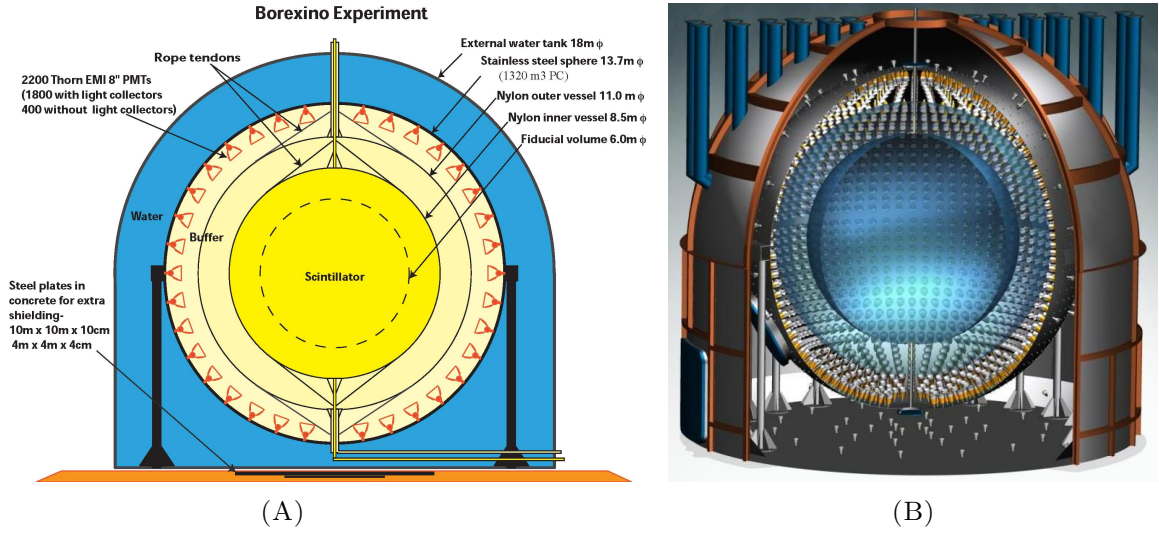 Borexino Experiment
External water tank 18m ϕ
Rope tendons
Stainless steel sphere 13.7m ϕ
(1320 m3 PC)
2200 Thorn EMI 8" PMTs
(1800 with light collectors
400 without light collectors)
Nylon outer vessel 11.0 m ϕ
Nylon inner vessel 8.5m ϕ
Fiducial volume 6.0m ϕ
Water
Buffer
Scintillator
Steel plates in
concrete for extra
shielding-
10m x 10m x 10cm
4m x 4m x 4cm
(A)
(B)